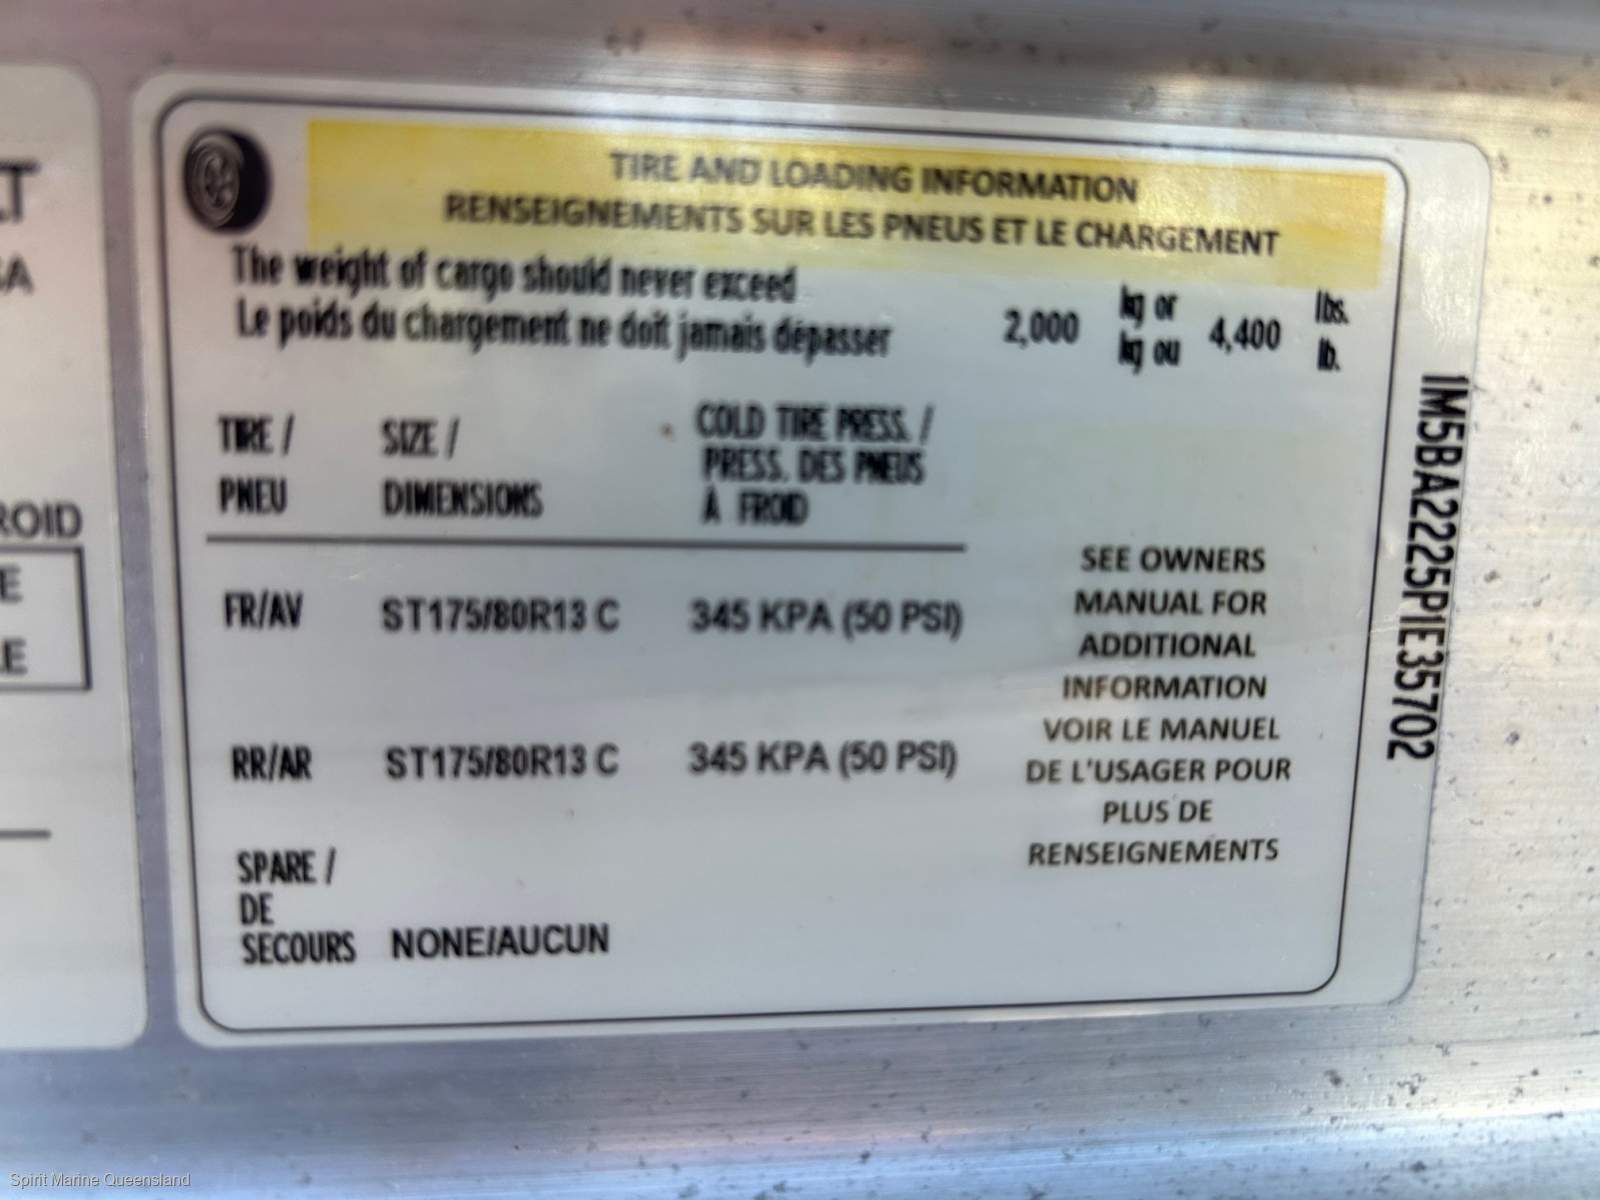 TIRE AND LOADING INFORMATION
RENSEIGNEMENTS SUR LES PNEUS ET LE CHARGEMENT
The weight of cargo should never exceed
Le poids du chargement ne doit jamais dépasser
2,000 kg or 4,400 lbs.
kg ou lb.
TIRE / SIZE / COLD TIRE PRESS. /
PRESS. DES PNEUS
PNEU DIMENSIONS À FROID
FR/AV ST175/80R13 C 345 KPA (50 PSI)
RR/AR ST175/80R13 C 345 KPA (50 PSI)
SPARE /
DE
SECOURS NONE/AUCUN
SEE OWNERS
MANUAL FOR
ADDITIONAL
INFORMATION
VOIR LE MANUEL
DE L'USAGER POUR
PLUS DE
RENSEIGNEMENTS
1M5BA2225P1E35702
Spirit Marine Queensland